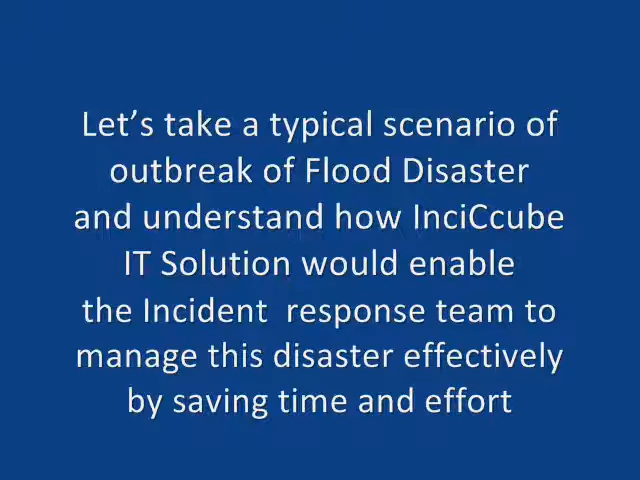 Let’s take a typical scenario of
outbreak of Flood Disaster
and understand how InciCcube
IT Solution would enable
the Incident  response team to
manage this disaster effectively
by saving time and effort